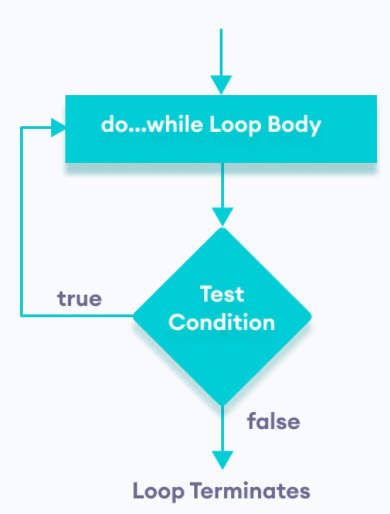 do...while Loop Body
true
Test
Condition
false
Loop Terminates